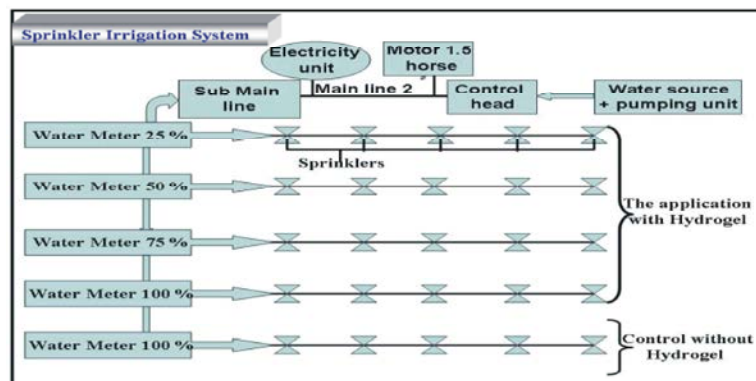 Sprinkler Irrigation System
Electricity
unit
Motor 1.5
horse
Sub Main
line
Main line 2
Control
head
Water source
+ pumping unit
Water Meter 25 %
Sprinklers
Water Meter 50 %
The application
with Hydrogel
Water Meter 75 %
Water Meter 100 %
Water Meter 100 %
Control without
Hydrogel